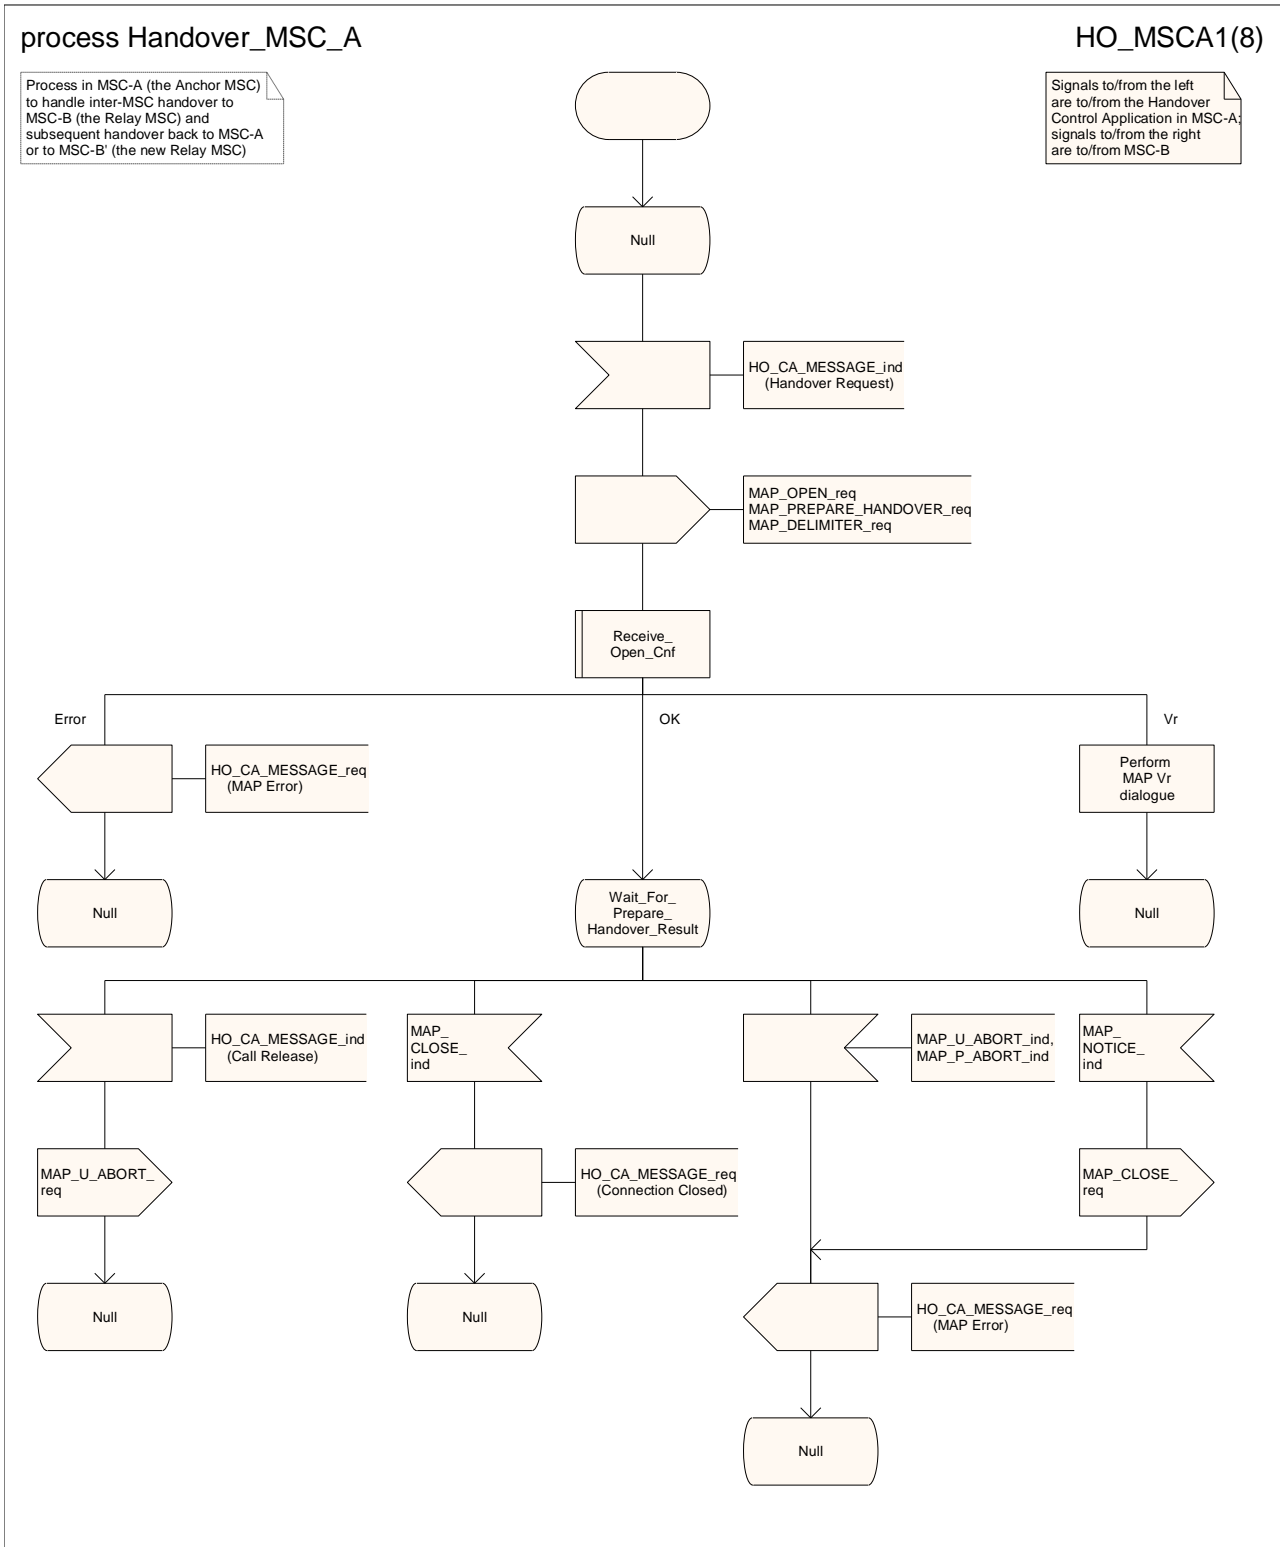 process Handover_MSC_A
HO_MSCA1(8)
Process in MSC-A (the Anchor MSC)
to handle inter-MSC handover to
MSC-B (the Relay MSC) and
subsequent handover back to MSC-A
or to MSC-B' (the new Relay MSC)
Signals to/from the left
are to/from the Handover
Control Application in MSC-A;
signals to/from the right
are to/from MSC-B
Null
HO_CA_MESSAGE_ind
(Handover Request)
MAP_OPEN_req
MAP_PREPARE_HANDOVER_req
MAP_DELIMITER_req
Receive_
Open_Cnf
Error
OK
Vr
HO_CA_MESSAGE_req
(MAP Error)
Perform
MAP Vr
dialogue
Null
Wait_For_
Prepare_
Handover_Result
Null
HO_CA_MESSAGE_ind
(Call Release)
MAP_
CLOSE_
ind
MAP_U_ABORT_ind,
MAP_P_ABORT_ind
MAP_
NOTICE_
ind
MAP_U_ABORT_
req
HO_CA_MESSAGE_req
(Connection Closed)
MAP_CLOSE_
req
Null
Null
HO_CA_MESSAGE_req
(MAP Error)
Null